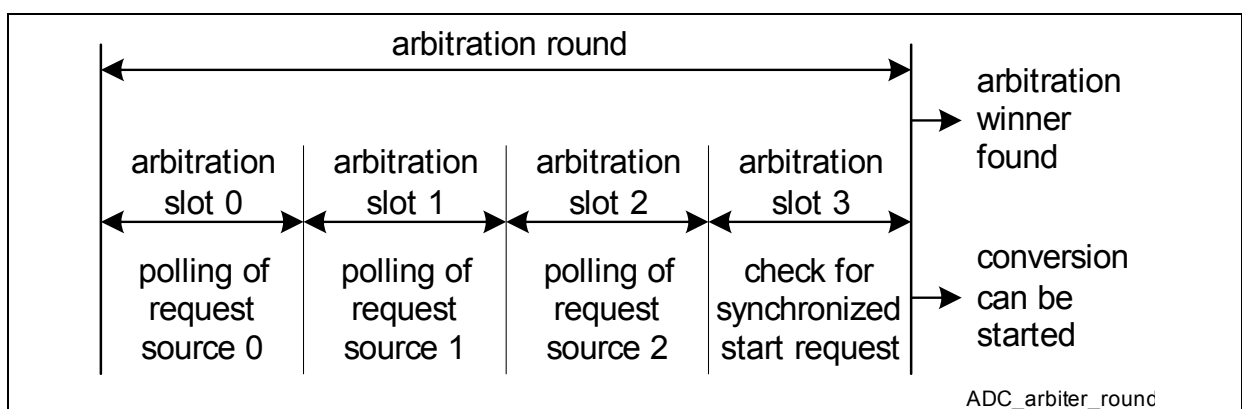 arbitration round
arbitration
winner
found
arbitration
slot 0
arbitration
slot 1
arbitration
slot 2
arbitration
slot 3
polling of
request
source 0
polling of
request
source 1
polling of
request
source 2
check for
synchronized
start request
conversion
can be
started
ADC_arbiter_round